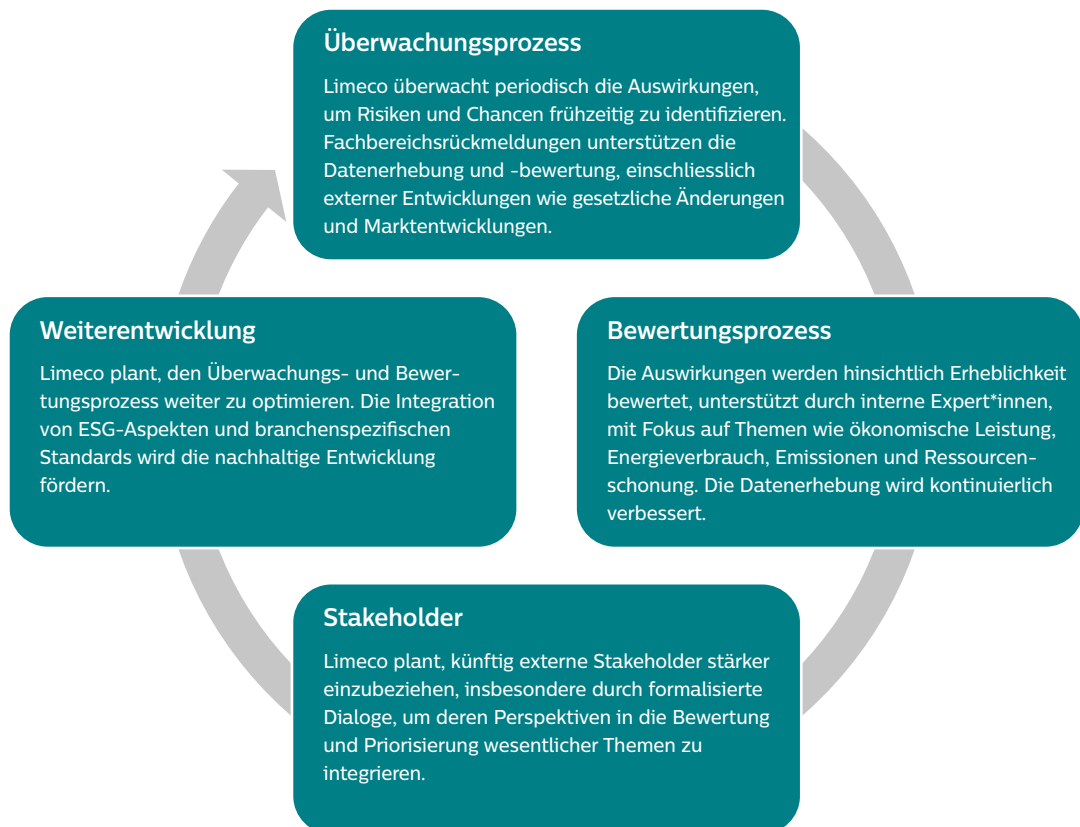 Überwachungsprozess
Limeco überwacht periodisch die Auswirkungen,
um Risiken und Chancen frühzeitig zu identifizieren.
Fachbereichsrückmeldungen unterstützen die
Datenerhebung und -bewertung, einschliesslich
externer Entwicklungen wie gesetzliche Änderungen
und Marktentwicklungen.
Bewertungsprozess
Die Auswirkungen werden hinsichtlich Erheblichkeit
bewertet, unterstützt durch interne Expert*innen,
mit Fokus auf Themen wie ökonomische Leistung,
Energieverbrauch, Emissionen und Ressourcen-
schonung. Die Datenerhebung wird kontinuierlich
verbessert.
Stakeholder
Limeco plant, künftig externe Stakeholder stärker
einzubeziehen, insbesondere durch formalisierte
Dialoge, um deren Perspektiven in die Bewertung
und Priorisierung wesentlicher Themen zu
integrieren.
Weiterentwicklung
Limeco plant, den Überwachungs- und Bewer-
tungsprozess weiter zu optimieren. Die Integration
von ESG-Aspekten und branchenspezifischen
Standards wird die nachhaltige Entwicklung
fördern.